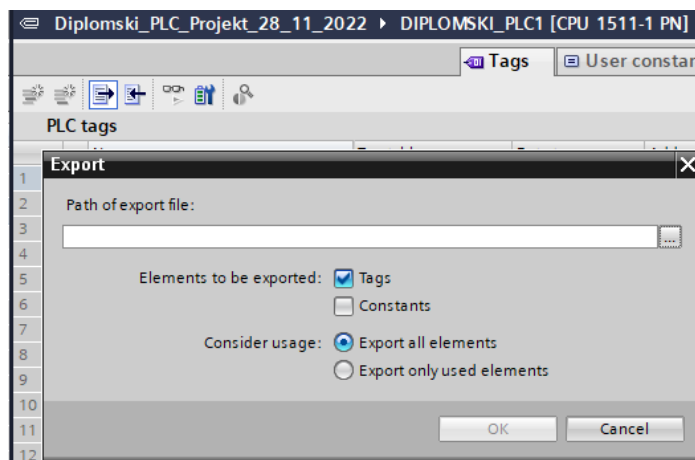 Diplomski_PLC_Projekt_28_11_2022 ▸ DIPLOMSKI_PLC1 [CPU 1511-1 PN]
Tags User constan
PLC tags
Export
Path of export file:
...
Elements to be exported: Tags
Constants
Consider usage: Export all elements
Export only used elements
OK Cancel
1
2
3
4
5
6
7
8
9
10
11
12